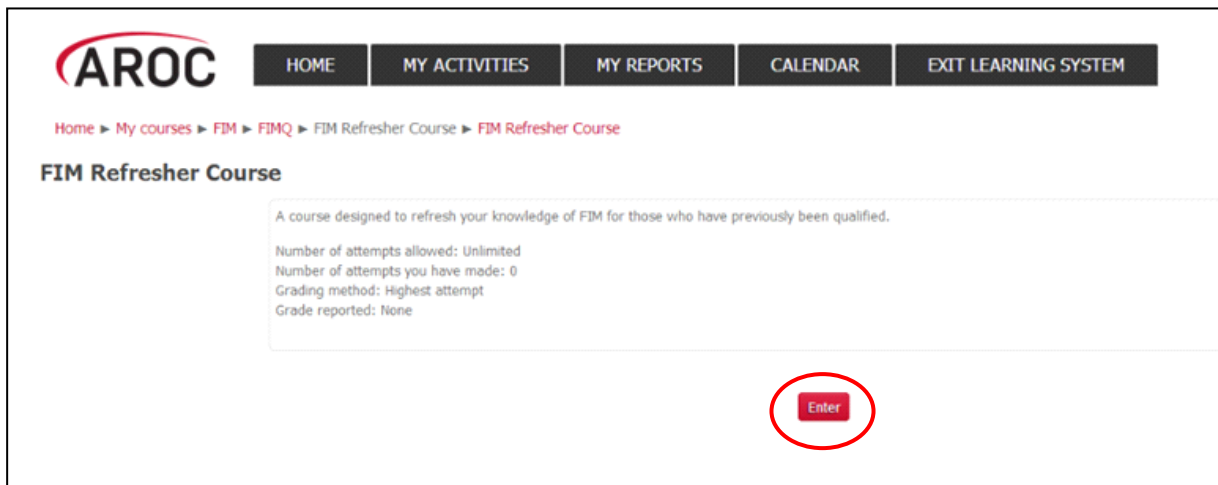 AROC
HOME MY ACTIVITIES MY REPORTS CALENDAR EXIT LEARNING SYSTEM
Home ► My courses ► FIM ► FIMQ ► FIM Refresher Course ► FIM Refresher Course
FIM Refresher Course
A course designed to refresh your knowledge of FIM for those who have previously been qualified.
Number of attempts allowed: Unlimited
Number of attempts you have made: 0
Grading method: Highest attempt
Grade reported: None
Enter